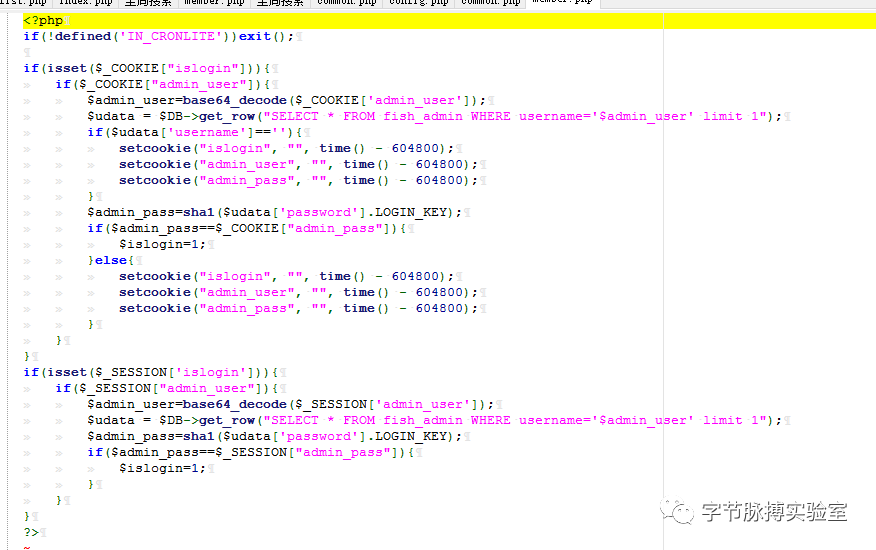 list.php index.php 全局搜索 member.php 全局搜索 common.php config.php common.php member.php
<?php
if(!defined('IN_CRONLITE'))exit();
if(isset($_COOKIE["islogin"])){
if($_COOKIE["admin_user"]){
$admin_user=base64_decode($_COOKIE['admin_user']);
$udata = $DB->get_row("SELECT * FROM fish_admin WHERE username='$admin_user' limit 1");
if($udata['username']==''){
setcookie("islogin", "", time() - 604800);
setcookie("admin_user", "", time() - 604800);
setcookie("admin_pass", "", time() - 604800);
}
$admin_pass=sha1($udata['password'].LOGIN_KEY);
if($admin_pass==$_COOKIE["admin_pass"]){
$islogin=1;
}else{
setcookie("islogin", "", time() - 604800);
setcookie("admin_user", "", time() - 604800);
setcookie("admin_pass", "", time() - 604800);
}
}
}
if(isset($_SESSION['islogin'])){
if($_SESSION["admin_user"]){
$admin_user=base64_decode($_SESSION['admin_user']);
$udata = $DB->get_row("SELECT * FROM fish_admin WHERE username='$admin_user' limit 1");
$admin_pass=sha1($udata['password'].LOGIN_KEY);
if($admin_pass==$_SESSION["admin_pass"]){
$islogin=1;
}
}
}
?>
~
字节脉搏实验室